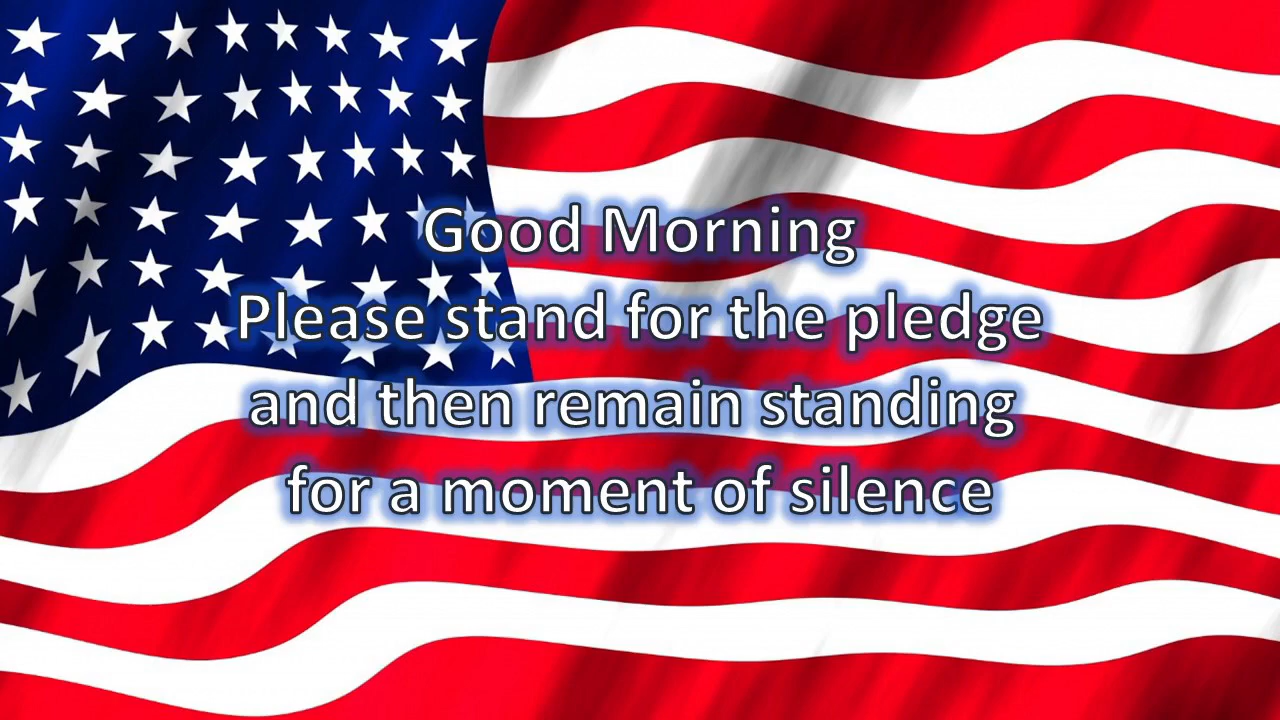 Good Morning
Please stand for the pledge
and then remain standing
for a moment of silence